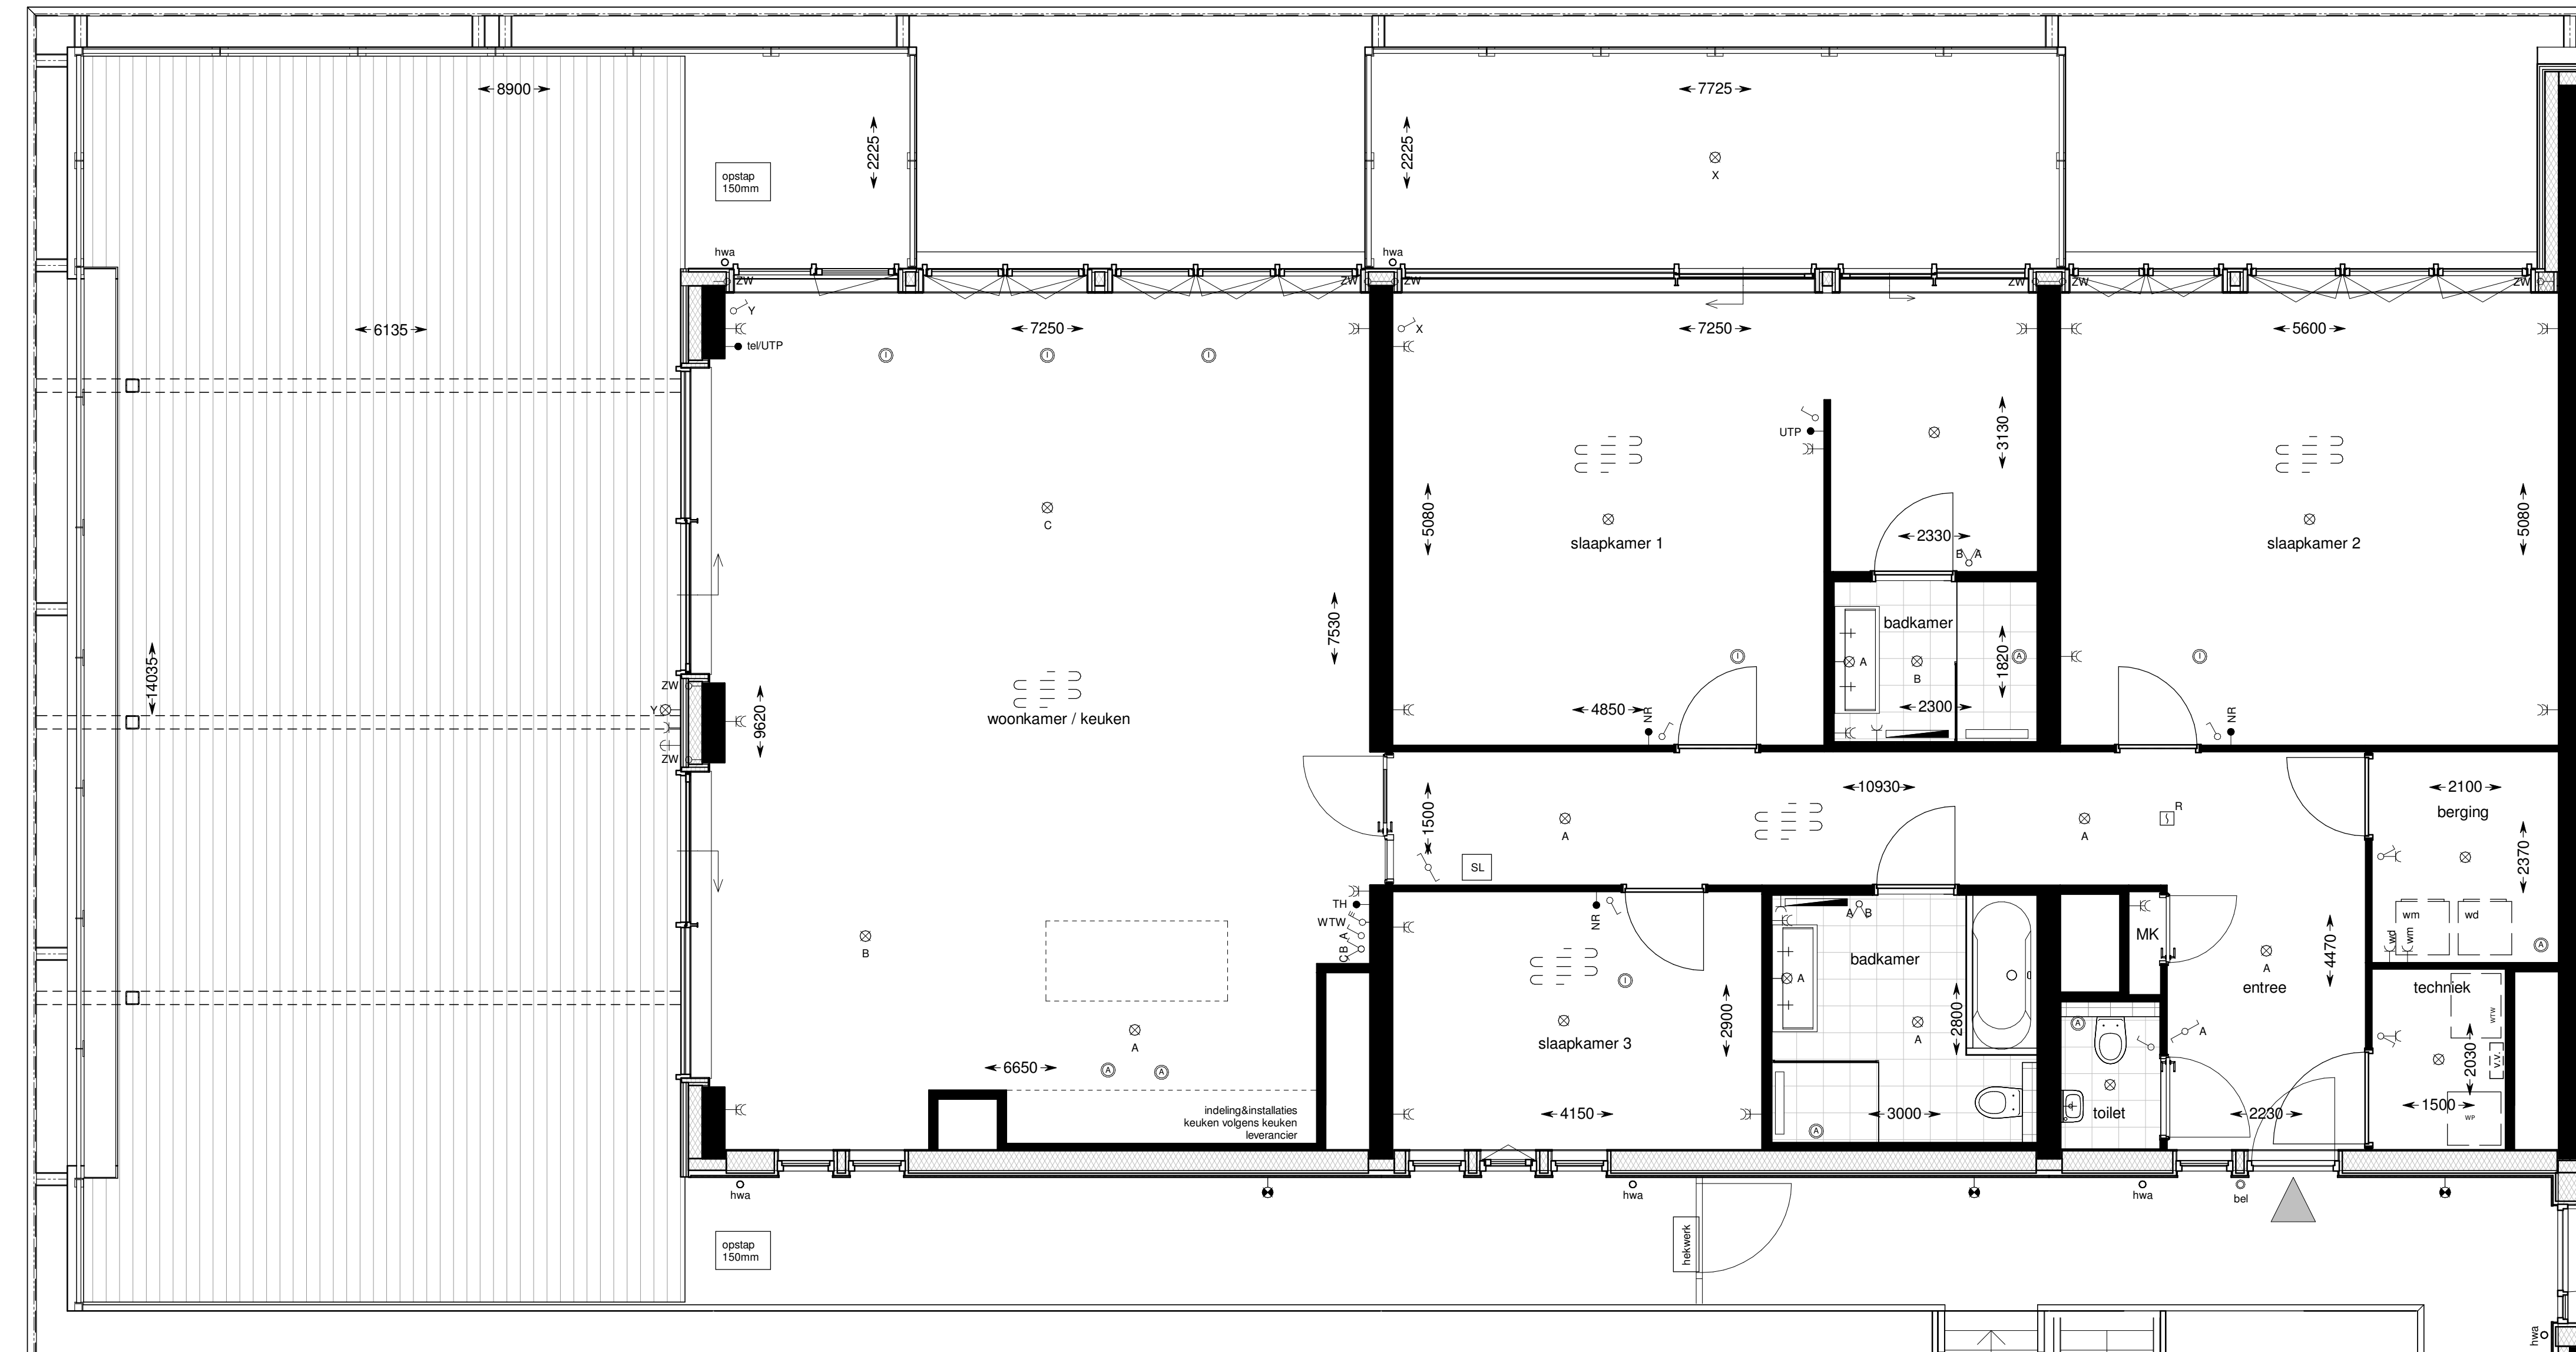 8900
7725
2225
2225
X
opstap
150mm
hwa
hwa
ZW
ZW
ZW
ZW
ZW
ZW
Y
tel/UTP
6135
7250
X
7250
5600
I
I
I
UTP
3130
C
5080
slaapkamer 1
2330
B A
slaapkamer 2
5080
7530
badkamer
A
B
1820
A
I
I
2300
14035
ZW
Y
ZW
9620
woonkamer / keuken
4850
NR
NR
1500
10930
A
A
R
2100
berging
2370
SL
TH
WTW
A
B
C
B
NR
A B
MK
wm
wd
wd
wm
A
badkamer
A
4470
A
entree
techniek
WTW
I
slaapkamer 3
2900
2800
A
A
A
2030
V.V.
A
6650
A
A
indeling&installaties
keuken volgens keuken
leverancier
4150
3000
A
toilet
2230
1500
WP
hwa
hwa
hwa
bel
opstap
150mm
hekwerk
hwa